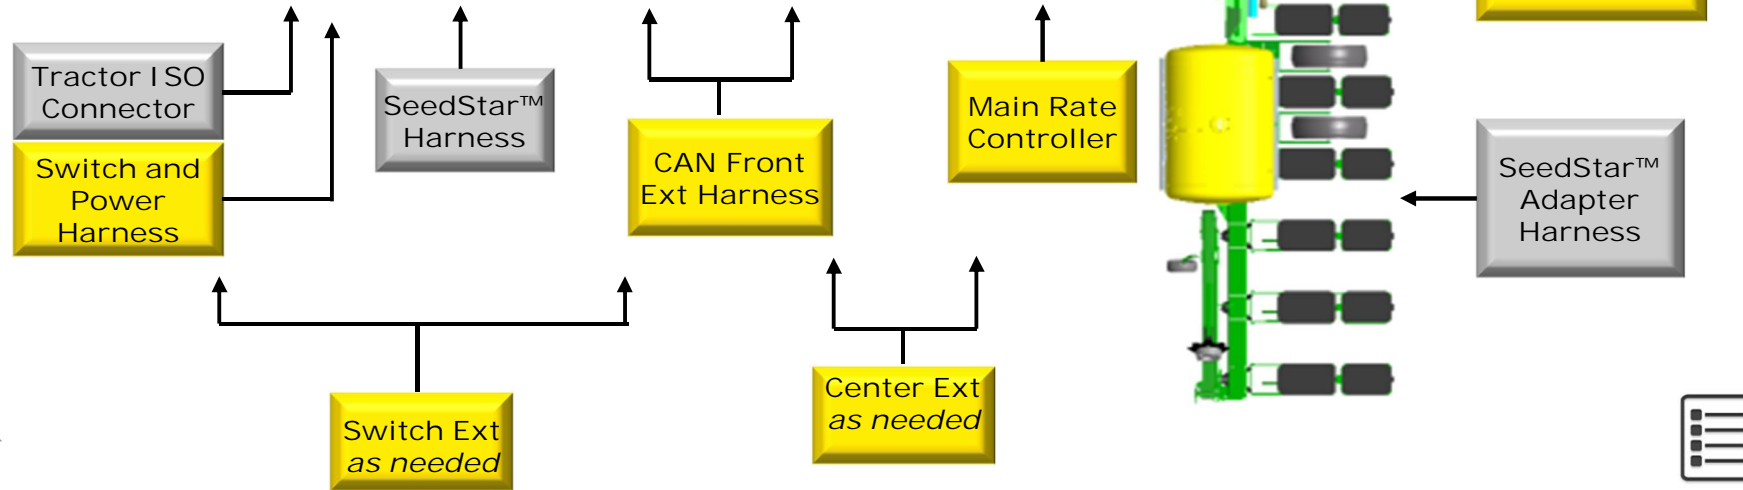 Tractor ISO
Connector
Switch and
Power
Harness
SeedStar™
Harness
CAN Front
Ext Harness
Main Rate
Controller
SeedStar™
Adapter
Harness
Switch Ext
as needed
Center Ext
as needed